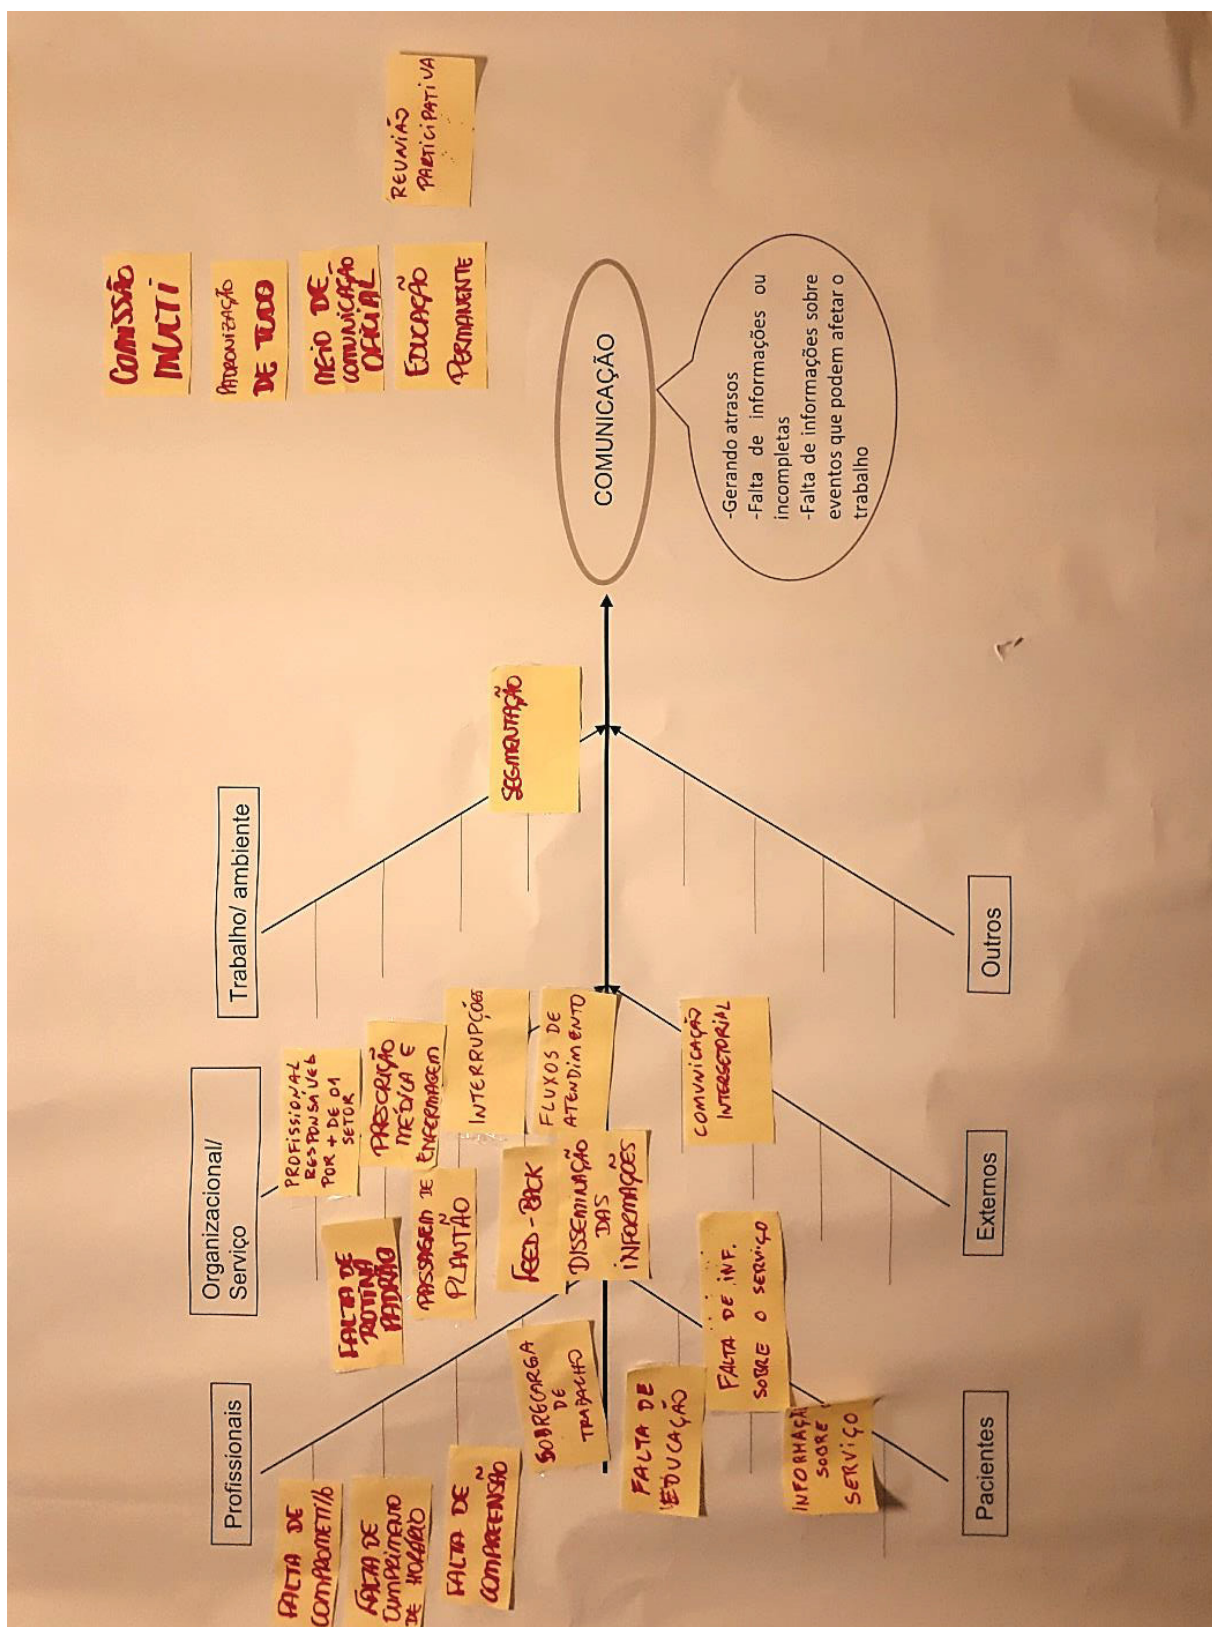 Profissionais
Organizacional/
Serviço
Trabalho/ ambiente
COMISSÃO
MULTI
PADRONIZAÇÃO
DE TUDO
MEIO DE
COMUNICAÇÃO
OFICIAL
EDUCAÇÃO
PERMANENTE
REUNIÃO
PARTICIPATIVA
FALTA DE
FALTA DE
CUMPRIMENTO
DE HORÁRIO
FALTA DE
COMPREENSÃO
SOBRECARGA
DE
TRABALHO
FALTA DE
ROTINA
PADRÃO
PASSAGEM DE
PLANTÃO
FEED-BACK
DISSEMINAÇÃO
DAS
INFORMAÇÕES
PROFISSIONAL
RESPONSAVEL
POR + DE 01
SETOR
PRESCRIÇÃO
MÉDICA E
ENFERMAGEM
INTERRUPÇÕES
FLUXOS DE
ATENDIMENTO
SEGMENTAÇÃO
COMUNICAÇÃO
-Gerando atrasos
-Falta de informações ou
incompletas
-Falta de informações sobre
eventos que podem afetar o
trabalho
FALTA DE
EDUCAÇÃO
FALTA DE INF.
SOBRE O SERVIÇO
SOBRE
SERVIÇO
COMUNICAÇÃO
INTERSETORIAL
Pacientes
Externos
Outros